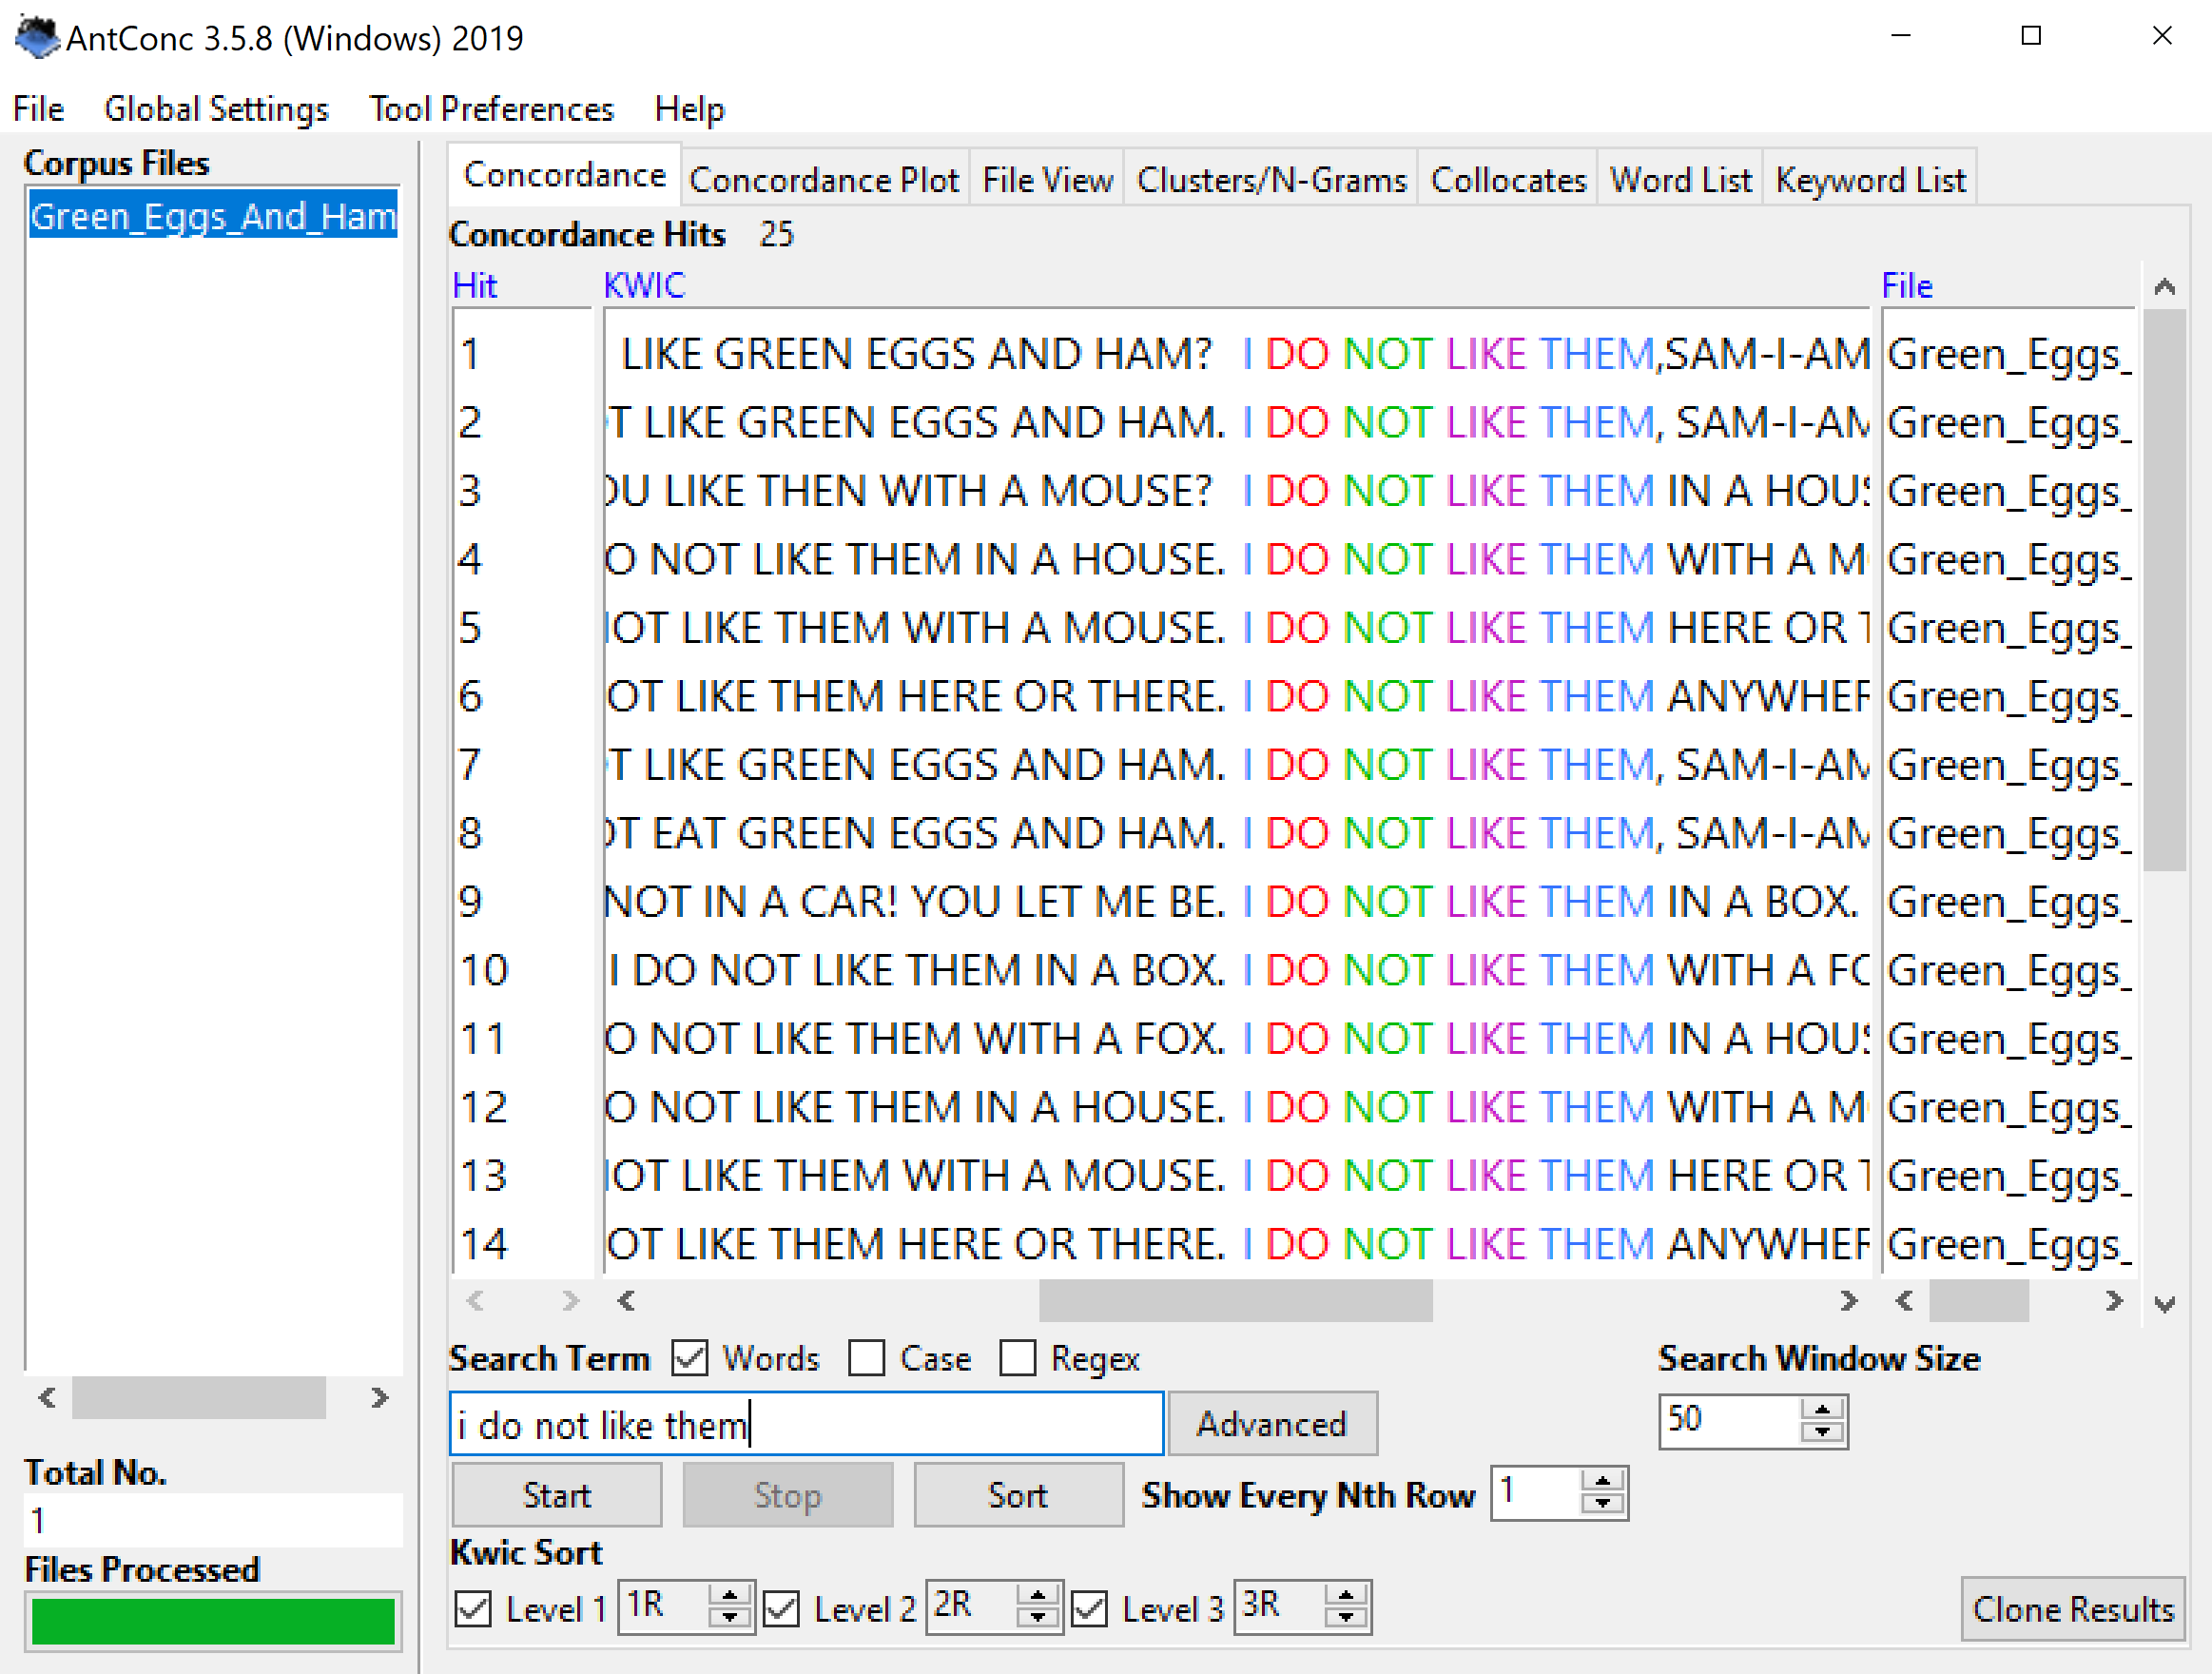 AntConc 3.5.8 (Windows) 2019
File Global Settings Tool Preferences Help
Corpus Files
Green_Eggs_And_Ham
Concordance Concordance Plot File View Clusters/N-Grams Collocates Word List Keyword List
Concordance Hits 25
Hit KWIC File
1 LIKE GREEN EGGS AND HAM? I DO NOT LIKE THEM,SAM-I-AM Green_Eggs_
2 T LIKE GREEN EGGS AND HAM. I DO NOT LIKE THEM, SAM-I-AM Green_Eggs_
3 OU LIKE THEN WITH A MOUSE? I DO NOT LIKE THEM IN A HOUS Green_Eggs_
4 O NOT LIKE THEM IN A HOUSE. I DO NOT LIKE THEM WITH A M Green_Eggs_
5 OT LIKE THEM WITH A MOUSE. I DO NOT LIKE THEM HERE OR T Green_Eggs_
6 OT LIKE THEM HERE OR THERE. I DO NOT LIKE THEM ANYWHER Green_Eggs_
7 T LIKE GREEN EGGS AND HAM. I DO NOT LIKE THEM, SAM-I-AM Green_Eggs_
8 OT EAT GREEN EGGS AND HAM. I DO NOT LIKE THEM, SAM-I-AM Green_Eggs_
9 NOT IN A CAR! YOU LET ME BE. I DO NOT LIKE THEM IN A BOX. Green_Eggs_
10 I DO NOT LIKE THEM IN A BOX. I DO NOT LIKE THEM WITH A FO Green_Eggs_
11 O NOT LIKE THEM WITH A FOX. I DO NOT LIKE THEM IN A HOUS Green_Eggs_
12 O NOT LIKE THEM IN A HOUSE. I DO NOT LIKE THEM WITH A M Green_Eggs_
13 OT LIKE THEM WITH A MOUSE. I DO NOT LIKE THEM HERE OR T Green_Eggs_
14 OT LIKE THEM HERE OR THERE. I DO NOT LIKE THEM ANYWHER Green_Eggs_
Search Term Words Case Regex Search Window Size
i do not like them Advanced 50
Start Stop Sort Show Every Nth Row 1
Total No.
1
Files Processed
Kwic Sort
Level 1 1R Level 2 2R Level 3 3R Clone Results